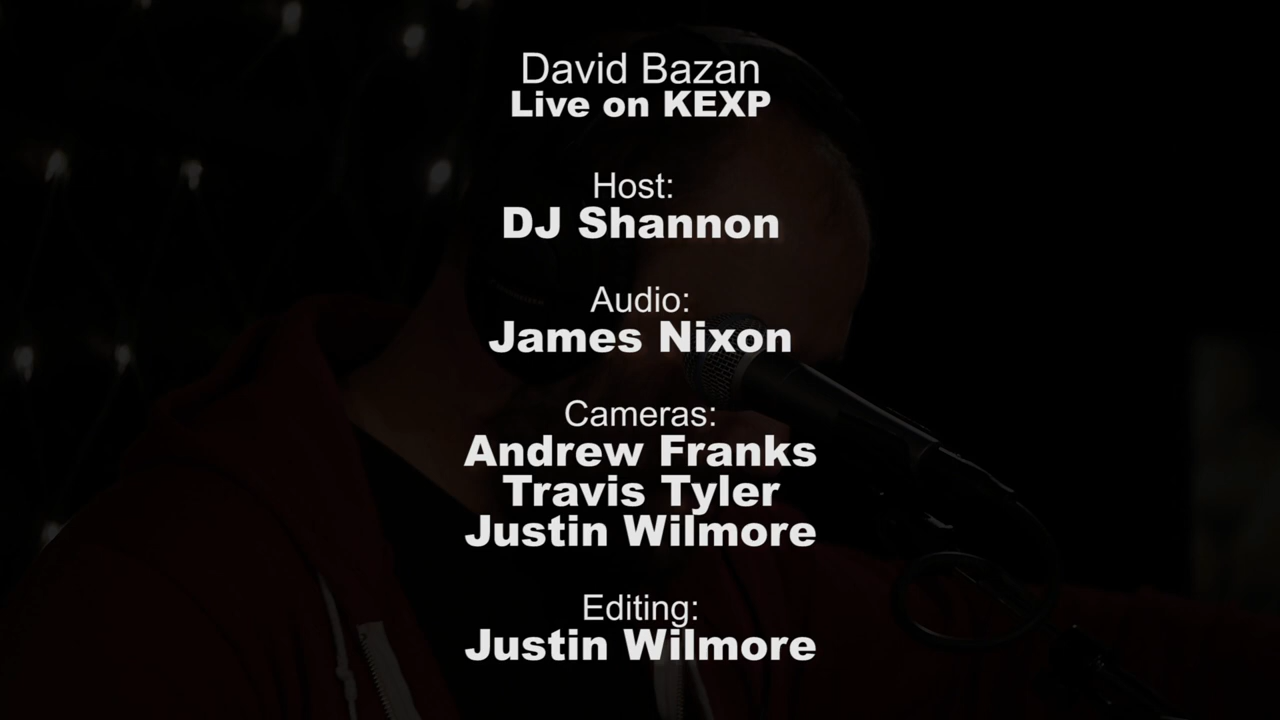 David Bazan
Live on KEXP
Host:
DJ Shannon
Audio:
James Nixon
Cameras:
Andrew Franks
Travis Tyler
Justin Wilmore
Editing:
Justin Wilmore